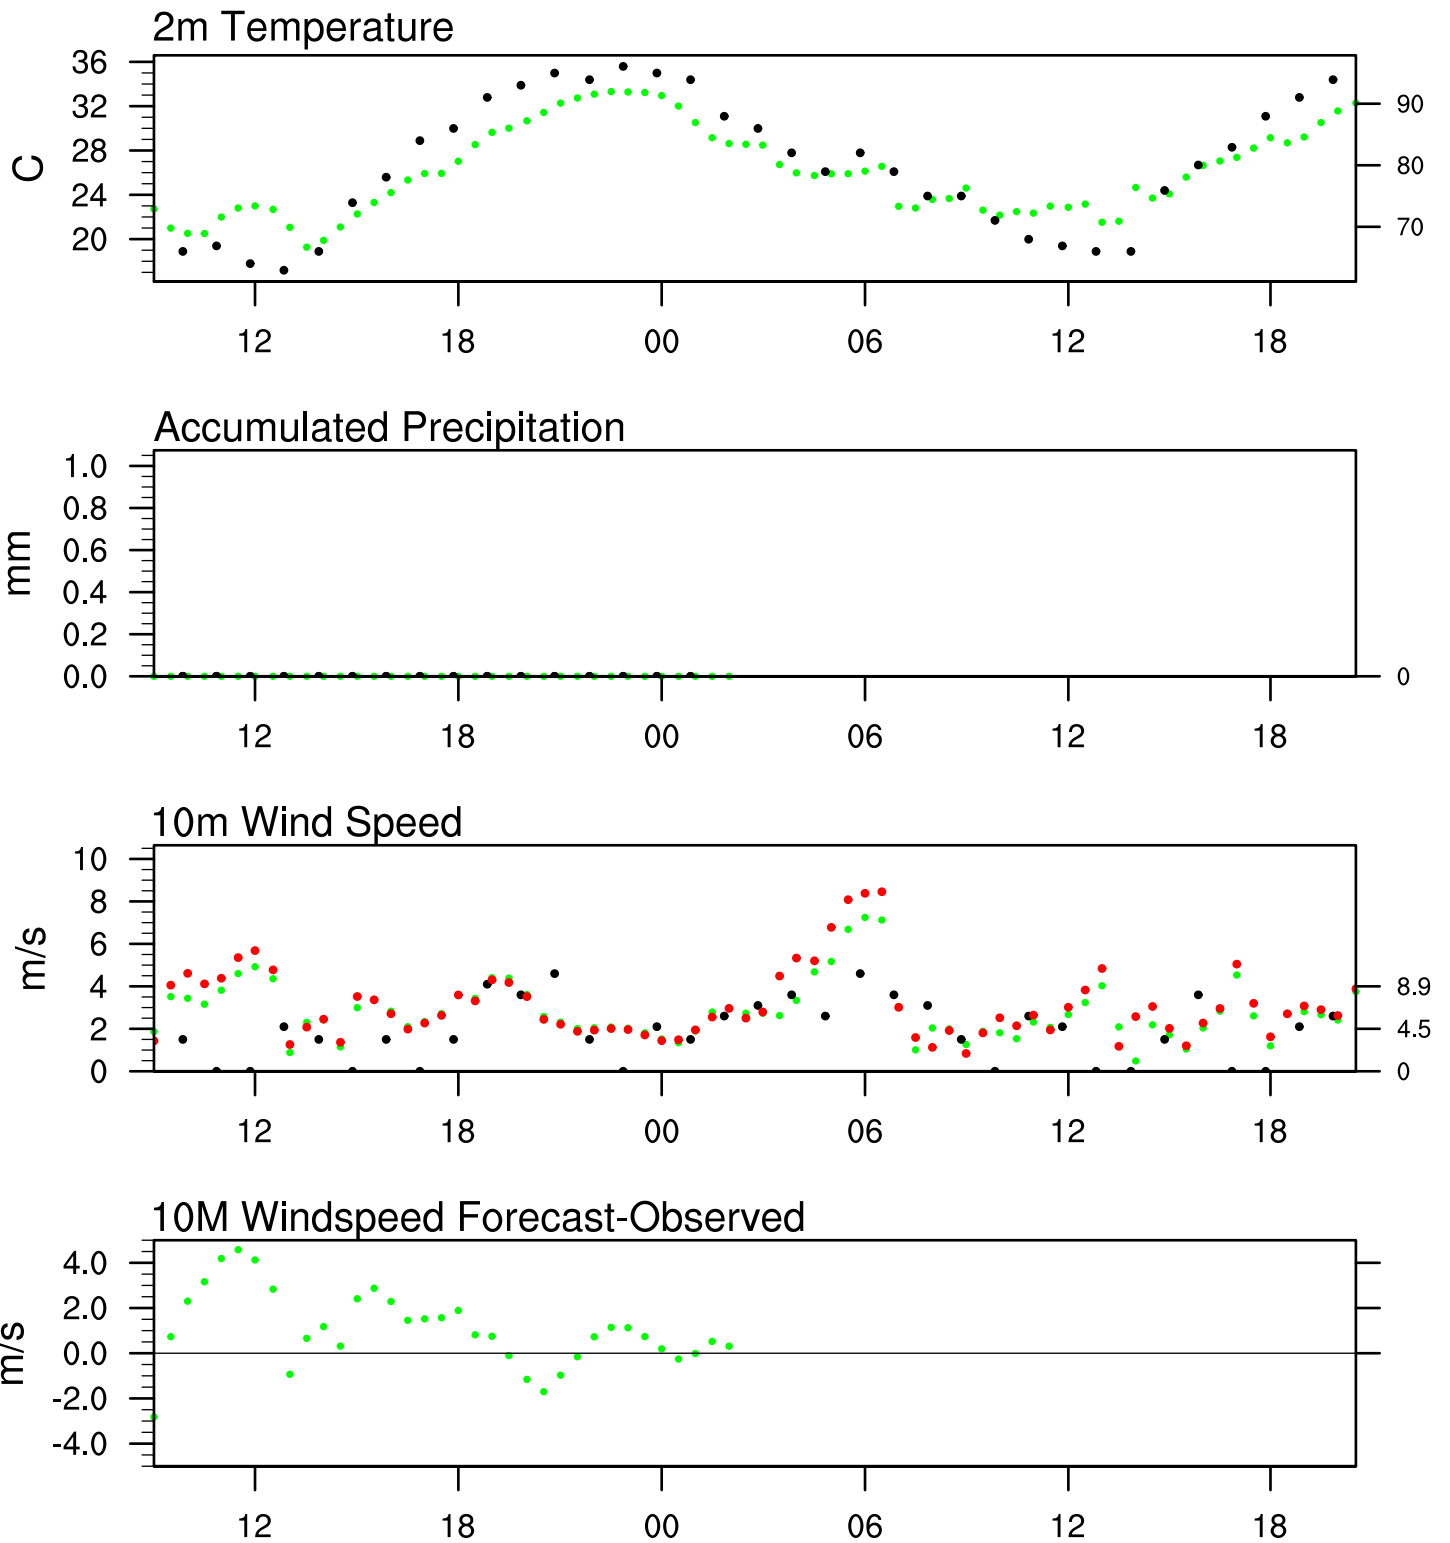 2m Temperature
36
32
28
24
20
C
90
80
70
12 18 00 06 12 18
Accumulated Precipitation
1.0
0.8
0.6
0.4
0.2
0.0
mm
0
12 18 00 06 12 18
10m Wind Speed
10
8
6
4
2
0
m/s
8.9
4.5
0
12 18 00 06 12 18
10M Windspeed Forecast-Observed
4.0
2.0
0.0
-2.0
-4.0
m/s
12 18 00 06 12 18